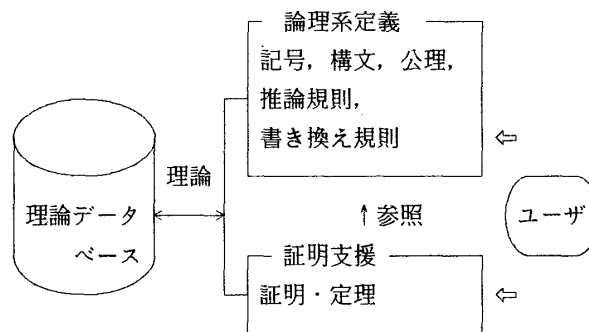 論理系定義
記号，構文，公理，
推論規則，
書き換え規則
理論
理論データ
ベース
↑参照
ユーザ
証明支援
証明・定理